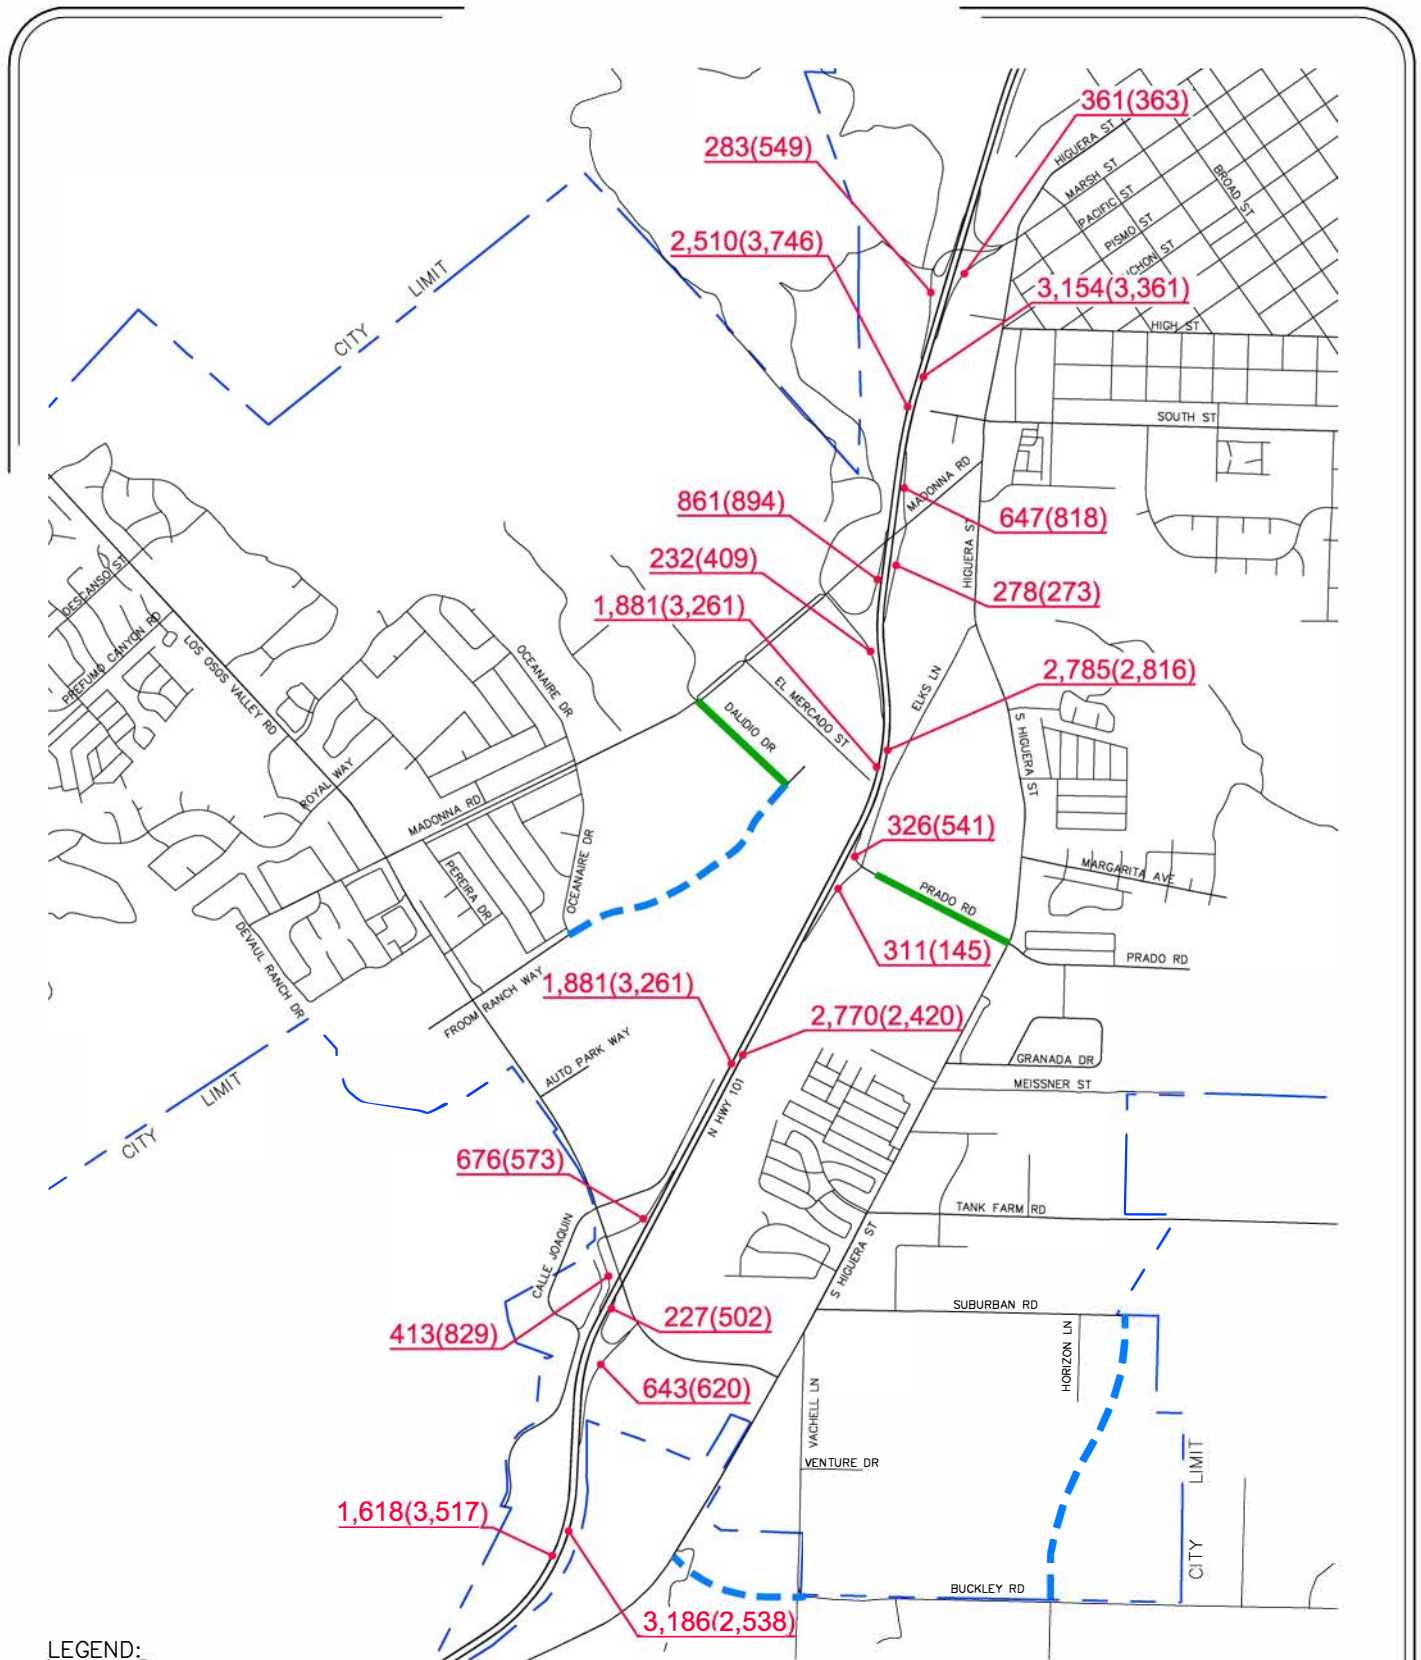 361(363)
283(549)
HIGUERA ST
MARSH ST
BROAD ST
PACIFIC ST
PISMO ST
2,510(3,746)
CHON ST
LIMIT
CITY
3,154(3,361)
HIGH ST
SOUTH ST
MADONNA RD
861(894)
647(818)
HIGUERA ST
232(409)
278(273)
1,881(3,261)
DESCANSO ST
PREFUMO CANYON RD
LOS OSOS VALLEY RD
OCEANAIRE DR
2,785(2,816)
ELKS LN
EL MERCADO ST
DALIDIO DR
S HIGUERA ST
ROYAL WAY
MADONNA RD
326(541)
OCEANAIRE DR
PEREIRA DR
MARGARITA AVE
PRADO RD
DEVAUL RANCH DR
311(145)
PRADO RD
FROOM RANCH WAY
1,881(3,261)
2,770(2,420)
AUTO PARK WAY
GRANADA DR
MEISSNER ST
LIMIT
CITY
N HWY 101
676(573)
TANK FARM RD
CALLE JOAQUIN
S HIGUERA ST
SUBURBAN RD
227(502)
413(829)
HORIZON LN
643(620)
VACHELL LN
VENTURE DR
LIMIT
CITY
1,618(3,517)
BUCKLEY RD
3,186(2,538)
LEGEND: